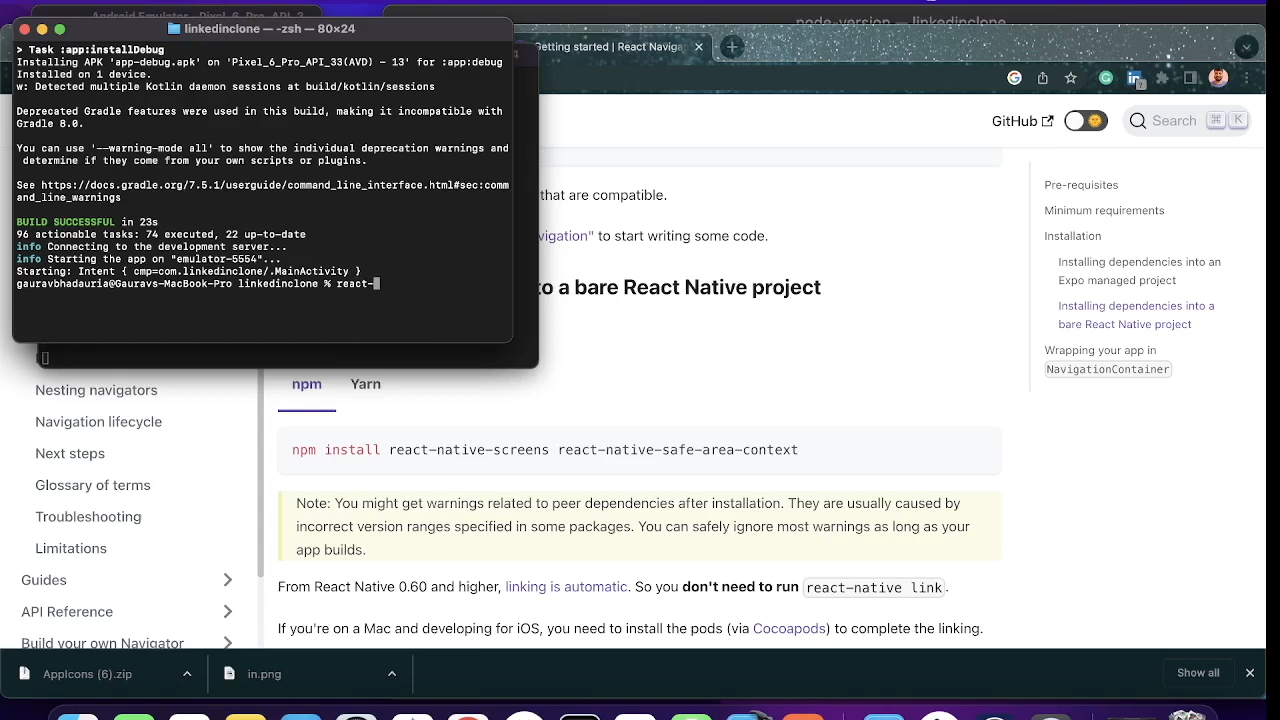 Android Emulator - Pixel_6_Pro_API_3
node-version — linkedinclone
linkedinclone — -zsh — 80×24
> Task :app:installDebug
Installing APK 'app-debug.apk' on 'Pixel_6_Pro_API_33(AVD) - 13' for :app:debug
Installed on 1 device.
w: Detected multiple Kotlin daemon sessions at build/kotlin/sessions
Deprecated Gradle features were used in this build, making it incompatible with
Gradle 8.0.
You can use '--warning-mode all' to show the individual deprecation warnings and
determine if they come from your own scripts or plugins.
See https://docs.gradle.org/7.5.1/userguide/command_line_interface.html#sec:comm
and_line_warnings
BUILD SUCCESSFUL in 23s
96 actionable tasks: 74 executed, 22 up-to-date
info Connecting to the development server...
info Starting the app on "emulator-5554"...
Starting: Intent { cmp=com.linkedinclone/.MainActivity }
gauravbhadauria@Gauravs-MacBook-Pro linkedinclone % react-
Getting started | React Naviga
GitHub
Search ⌘ K
that are compatible.
vigation" to start writing some code.
to a bare React Native project
npm Yarn
npm install react-native-screens react-native-safe-area-context
Note: You might get warnings related to peer dependencies after installation. They are usually caused by
incorrect version ranges specified in some packages. You can safely ignore most warnings as long as your
app builds.
From React Native 0.60 and higher, linking is automatic. So you don't need to run react-native link.
If you're on a Mac and developing for iOS, you need to install the pods (via Cocoapods) to complete the linking.
Nesting navigators
Navigation lifecycle
Next steps
Glossary of terms
Troubleshooting
Limitations
Guides
API Reference
Build your own Navigator
Pre-requisites
Minimum requirements
Installation
Installing dependencies into an
Expo managed project
Installing dependencies into a
bare React Native project
Wrapping your app in
NavigationContainer
AppIcons (6).zip
in.png
Show all